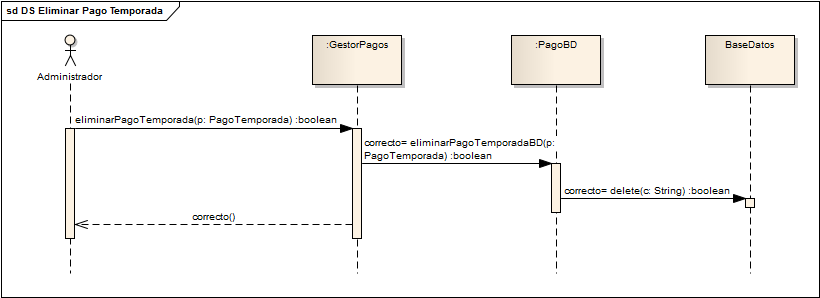 sd DS Eliminar Pago Temporada
:GestorPagos
:PagoBD
BaseDatos
Administrador
eliminarPagoTemporada(p: PagoTemporada) :boolean
correcto= eliminarPagoTemporadaBD(p:
PagoTemporada) :boolean
correcto= delete(c: String) :boolean
correcto()